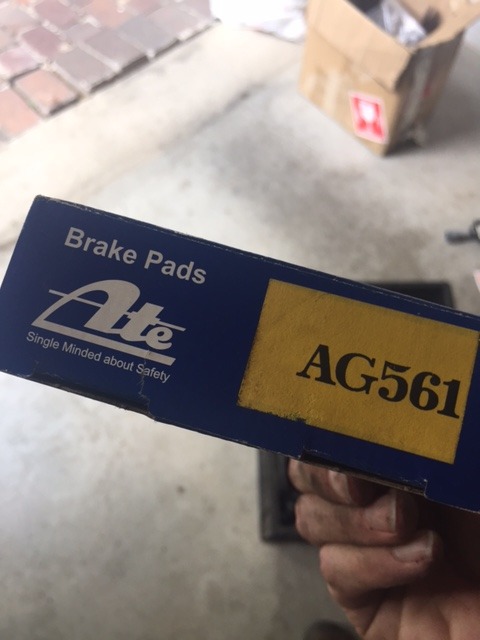 Brake Pads
Ate
Single Minded about Safety
AG561